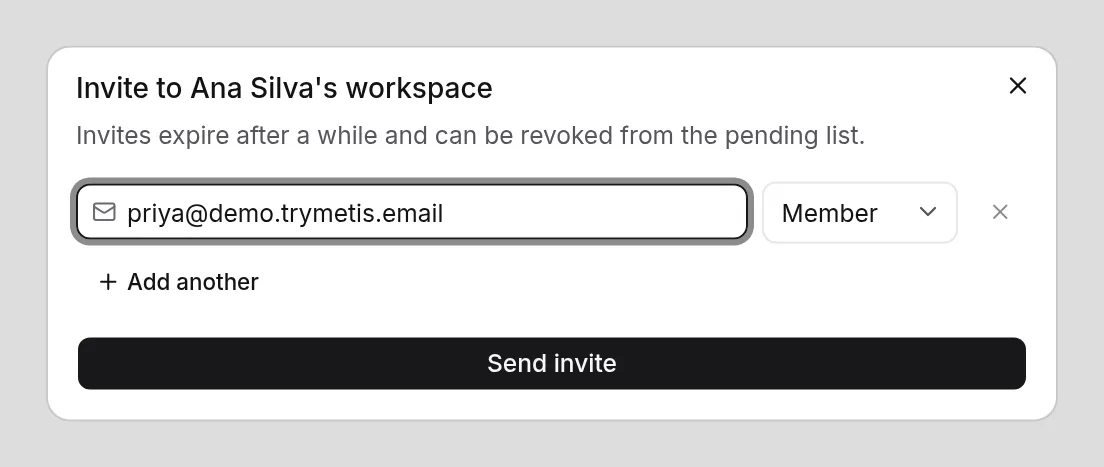 Invite to Ana Silva's workspace
Invites expire after a while and can be revoked from the pending list.
priya@demo.trymetis.email
Member
Add another
Send invite